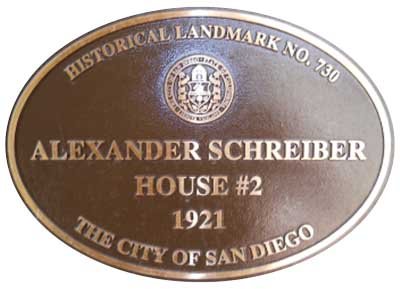 HISTORICAL LANDMARK NO. 730
ALEXANDER SCHREIBER
HOUSE #2
1921
THE CITY OF SAN DIEGO